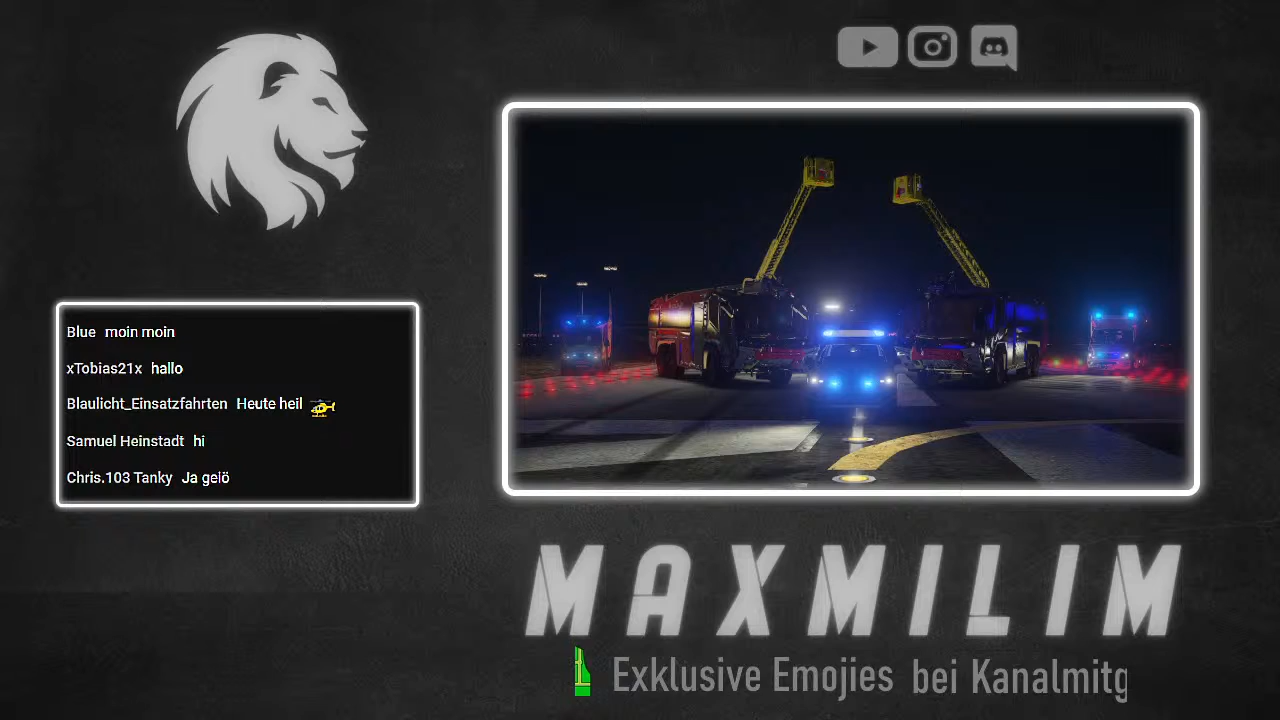 Blue moin moin
xTobias21x hallo
Blaulicht_Einsatzfahrten Heute heil
Samuel Heinstadt hi
Chris.103 Tanky Ja geiö
MAXMILIM
Exklusive Emojies bei Kanalmitg